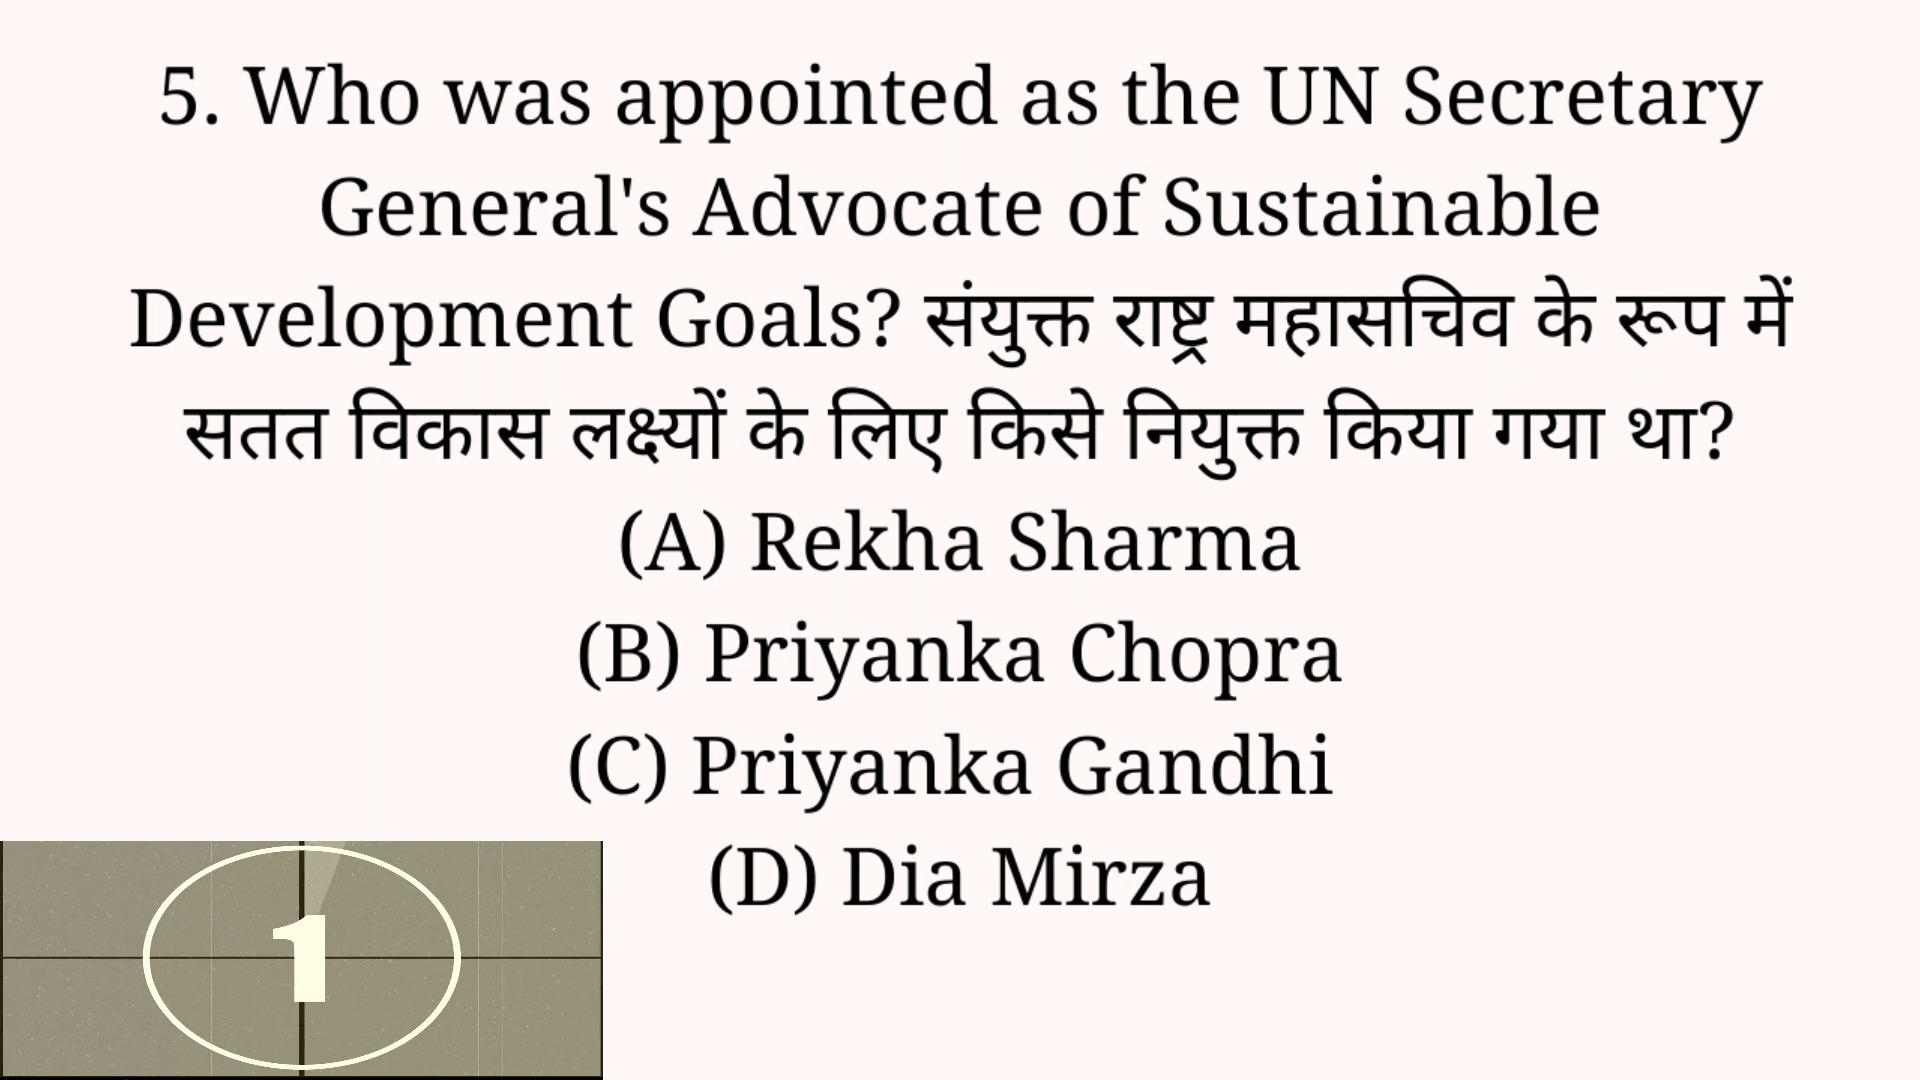 5. Who was appointed as the UN Secretary
General's Advocate of Sustainable
Development Goals? संयुक्त राष्ट्र महासचिव के रूप में
सतत विकास लक्ष्यों के लिए किसे नियुक्त किया गया था?
(A) Rekha Sharma
(B) Priyanka Chopra
(C) Priyanka Gandhi
(D) Dia Mirza
1